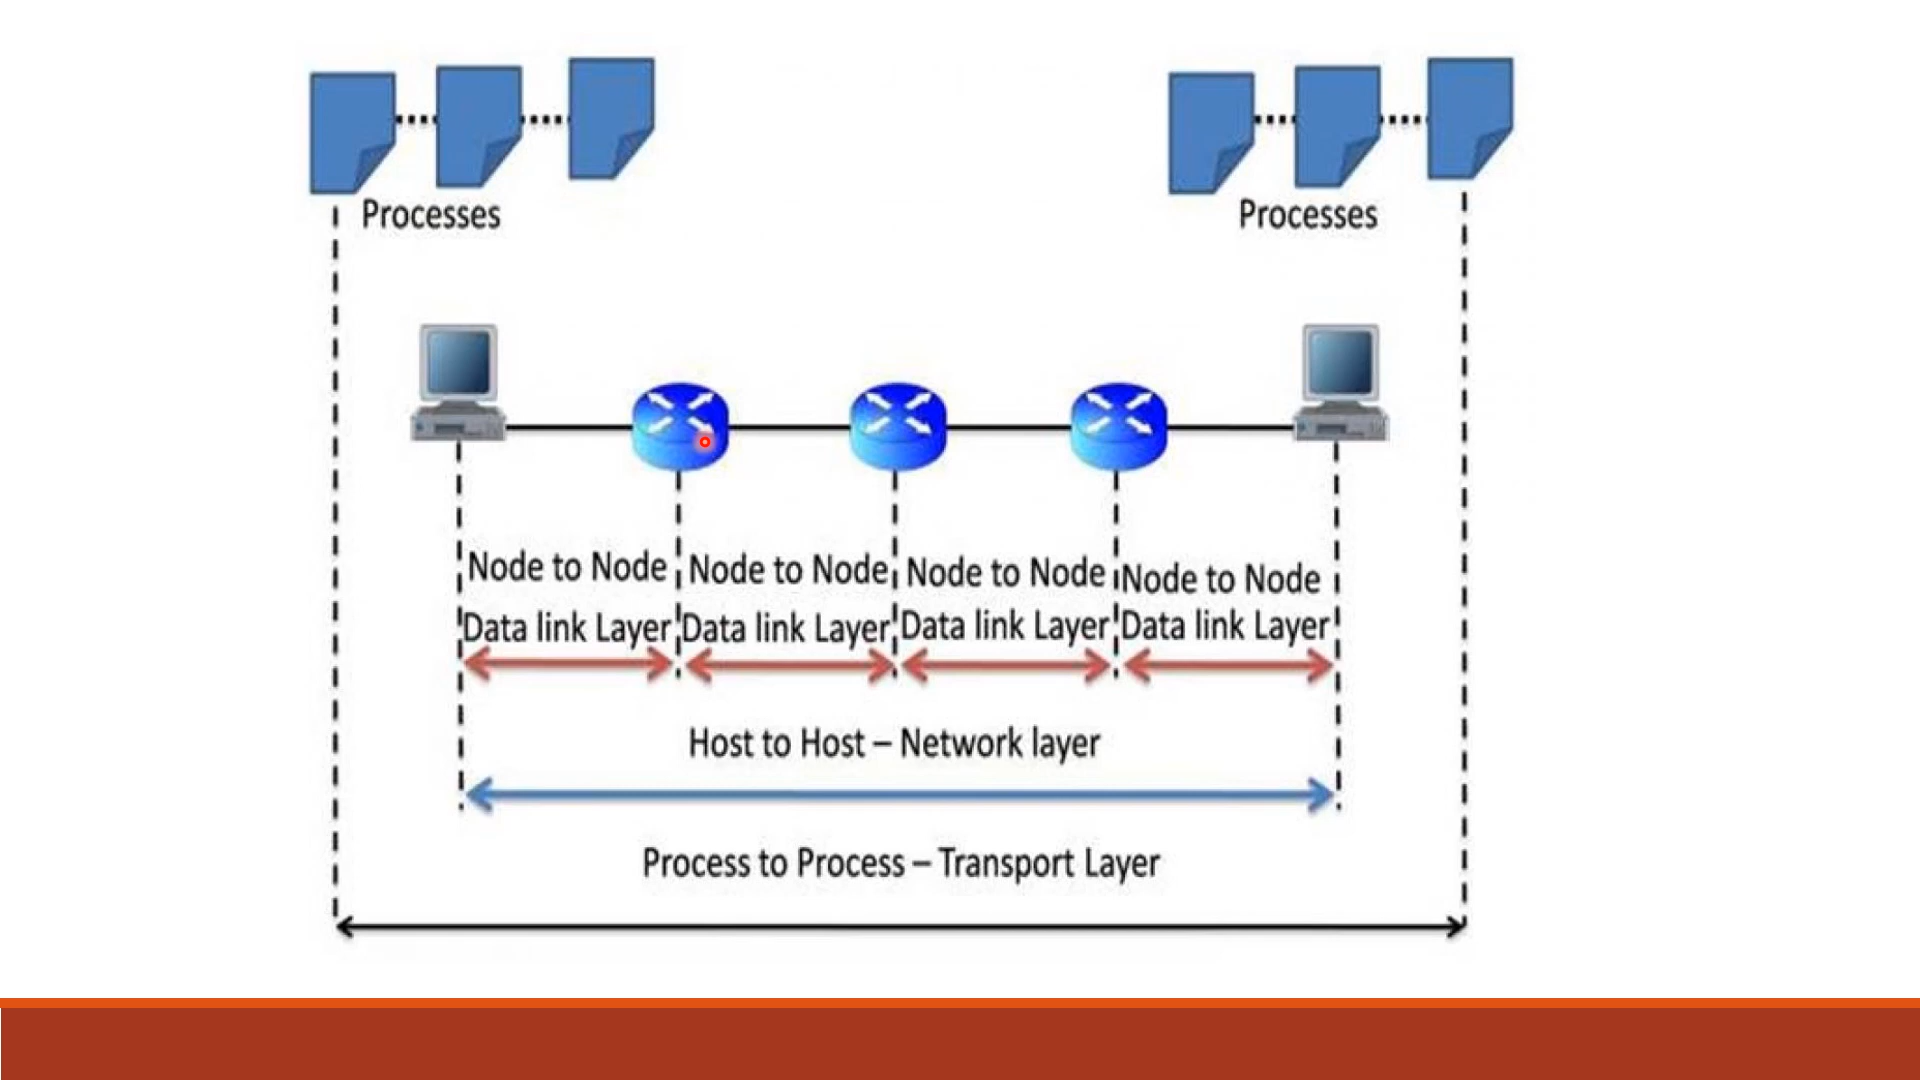 Processes
Processes
Node to Node Node to Node Node to Node Node to Node
Data link Layer Data link Layer Data link Layer Data link Layer
Host to Host – Network layer
Process to Process – Transport Layer